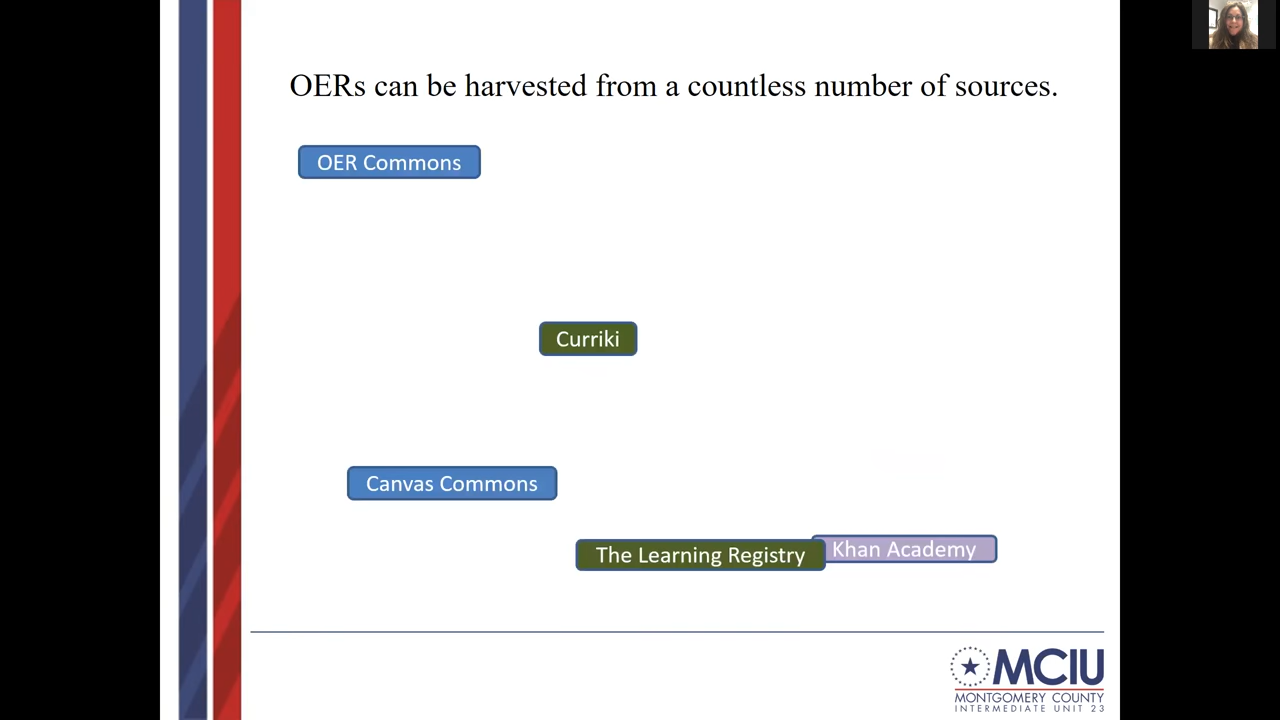 OERs can be harvested from a countless number of sources.
OER Commons
Curriki
Canvas Commons
The Learning Registry
Khan Academy
MCIU
MONTGOMERY COUNTY
INTERMEDIATE UNIT 23